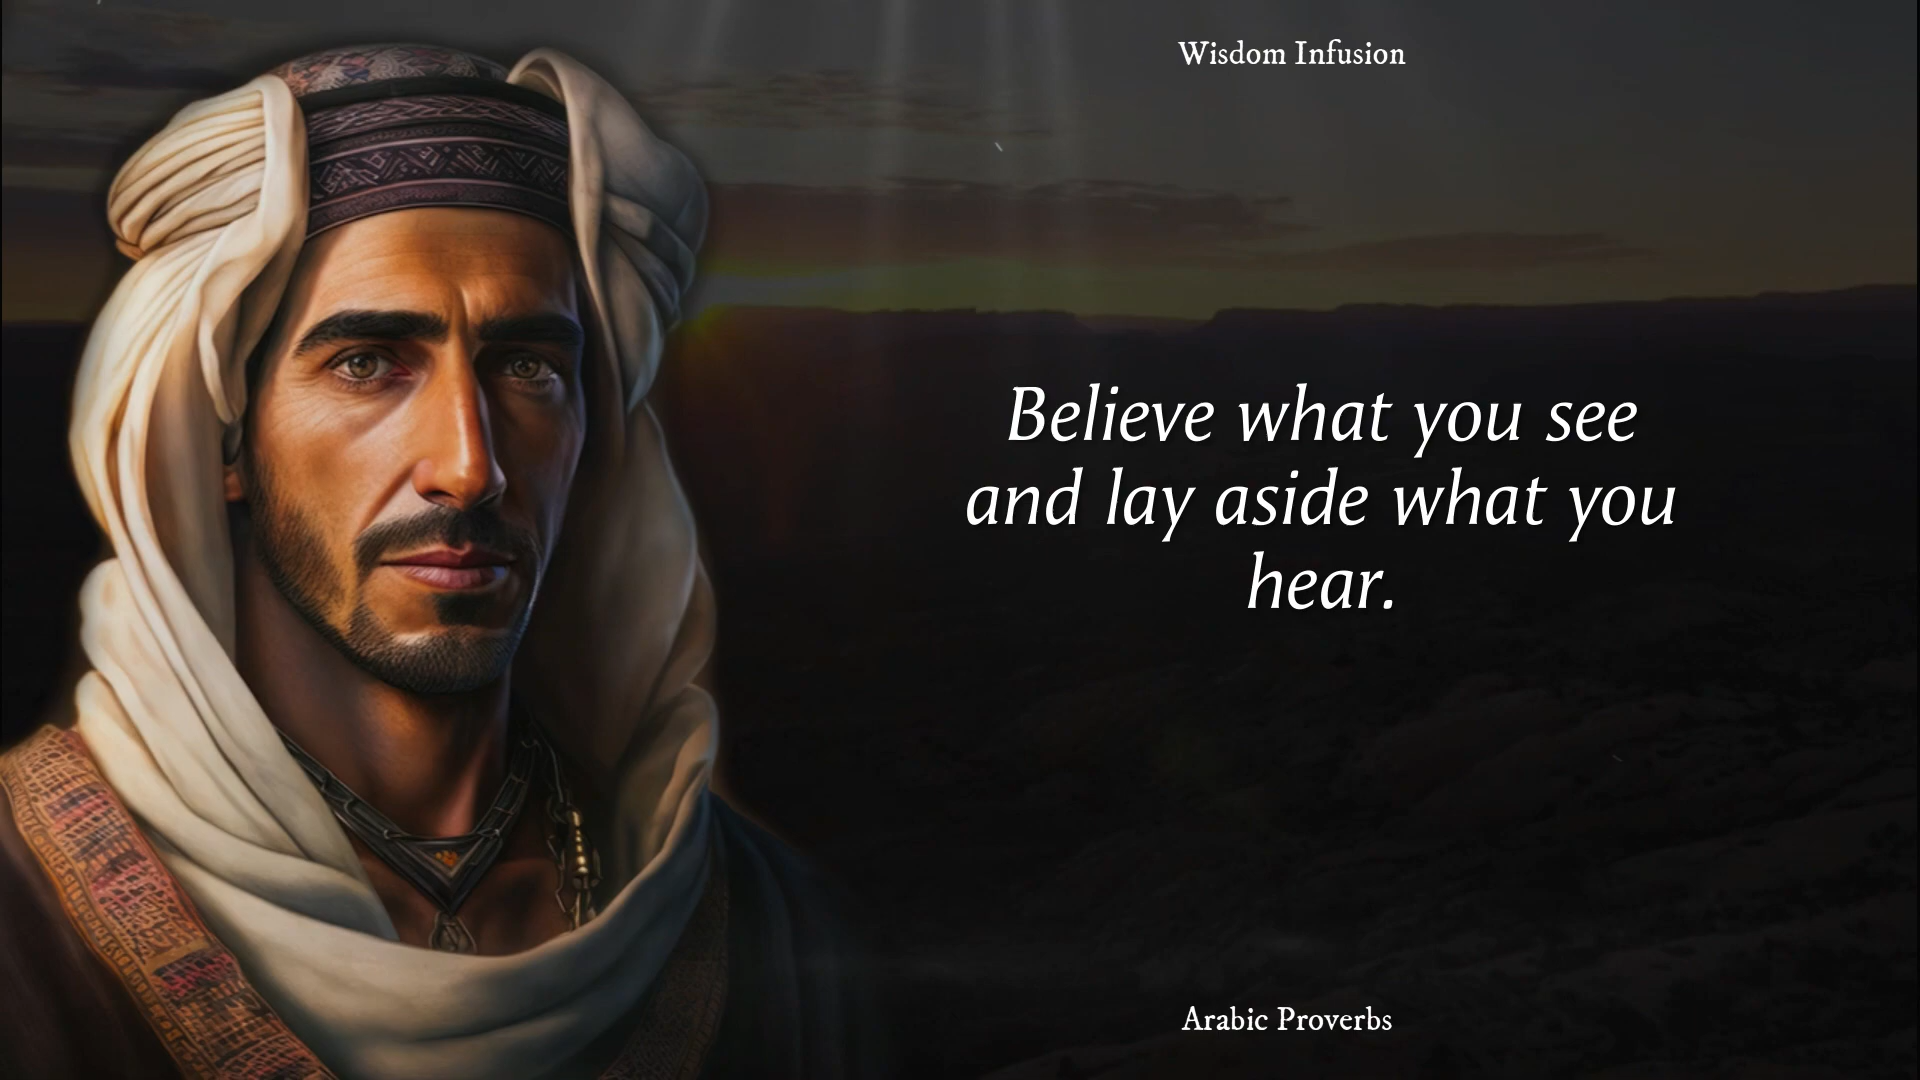 Wisdom Infusion
Believe what you see
and lay aside what you
hear.
Arabic Proverbs